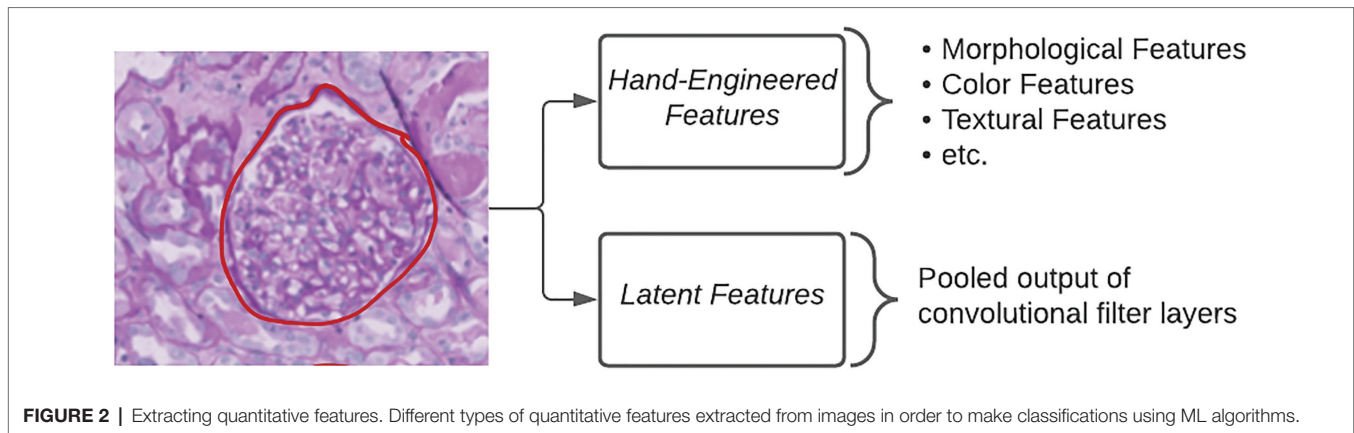 Hand-Engineered
Features
• Morphological Features
• Color Features
• Textural Features
• etc.
Latent Features
Pooled output of
convolutional filter layers
FIGURE 2 | Extracting quantitative features. Different types of quantitative features extracted from images in order to make classifications using ML algorithms.